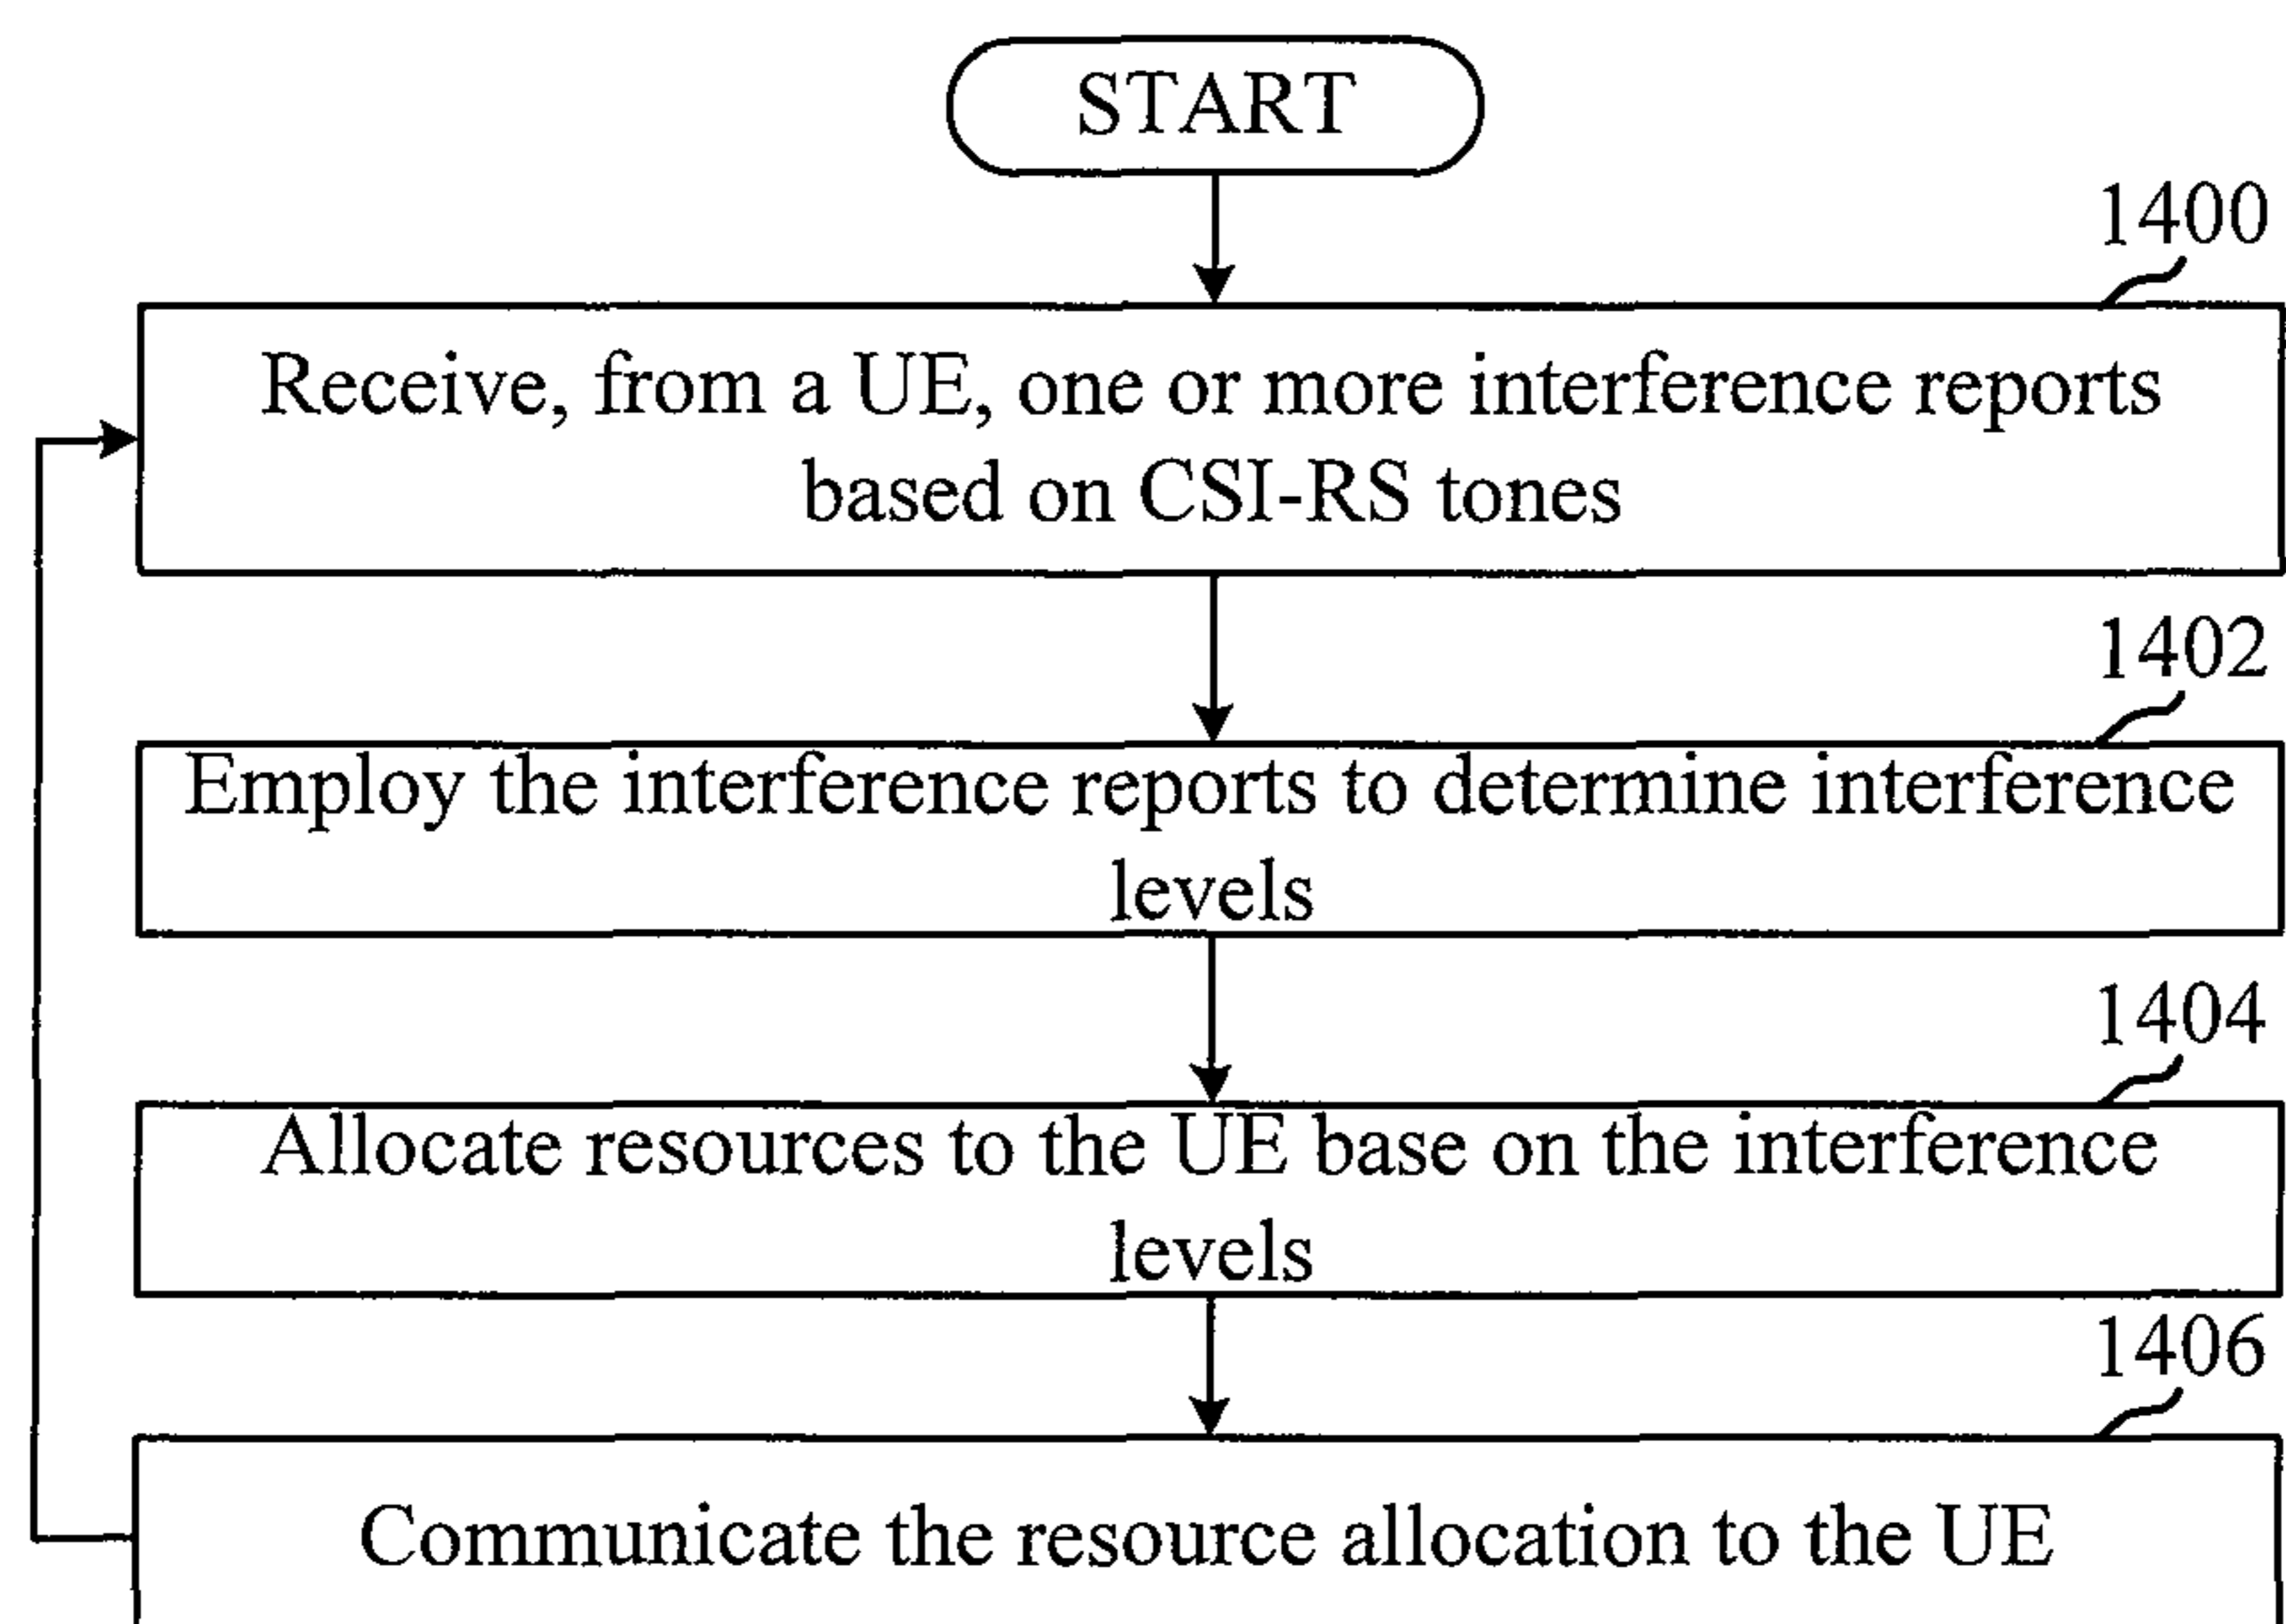 START
1400
Receive, from a UE, one or more interference reports
based on CSI-RS tones
1402
Employ the interference reports to determine interference
levels
1404
Allocate resources to the UE base on the interference
levels
1406
Communicate the resource allocation to the UE